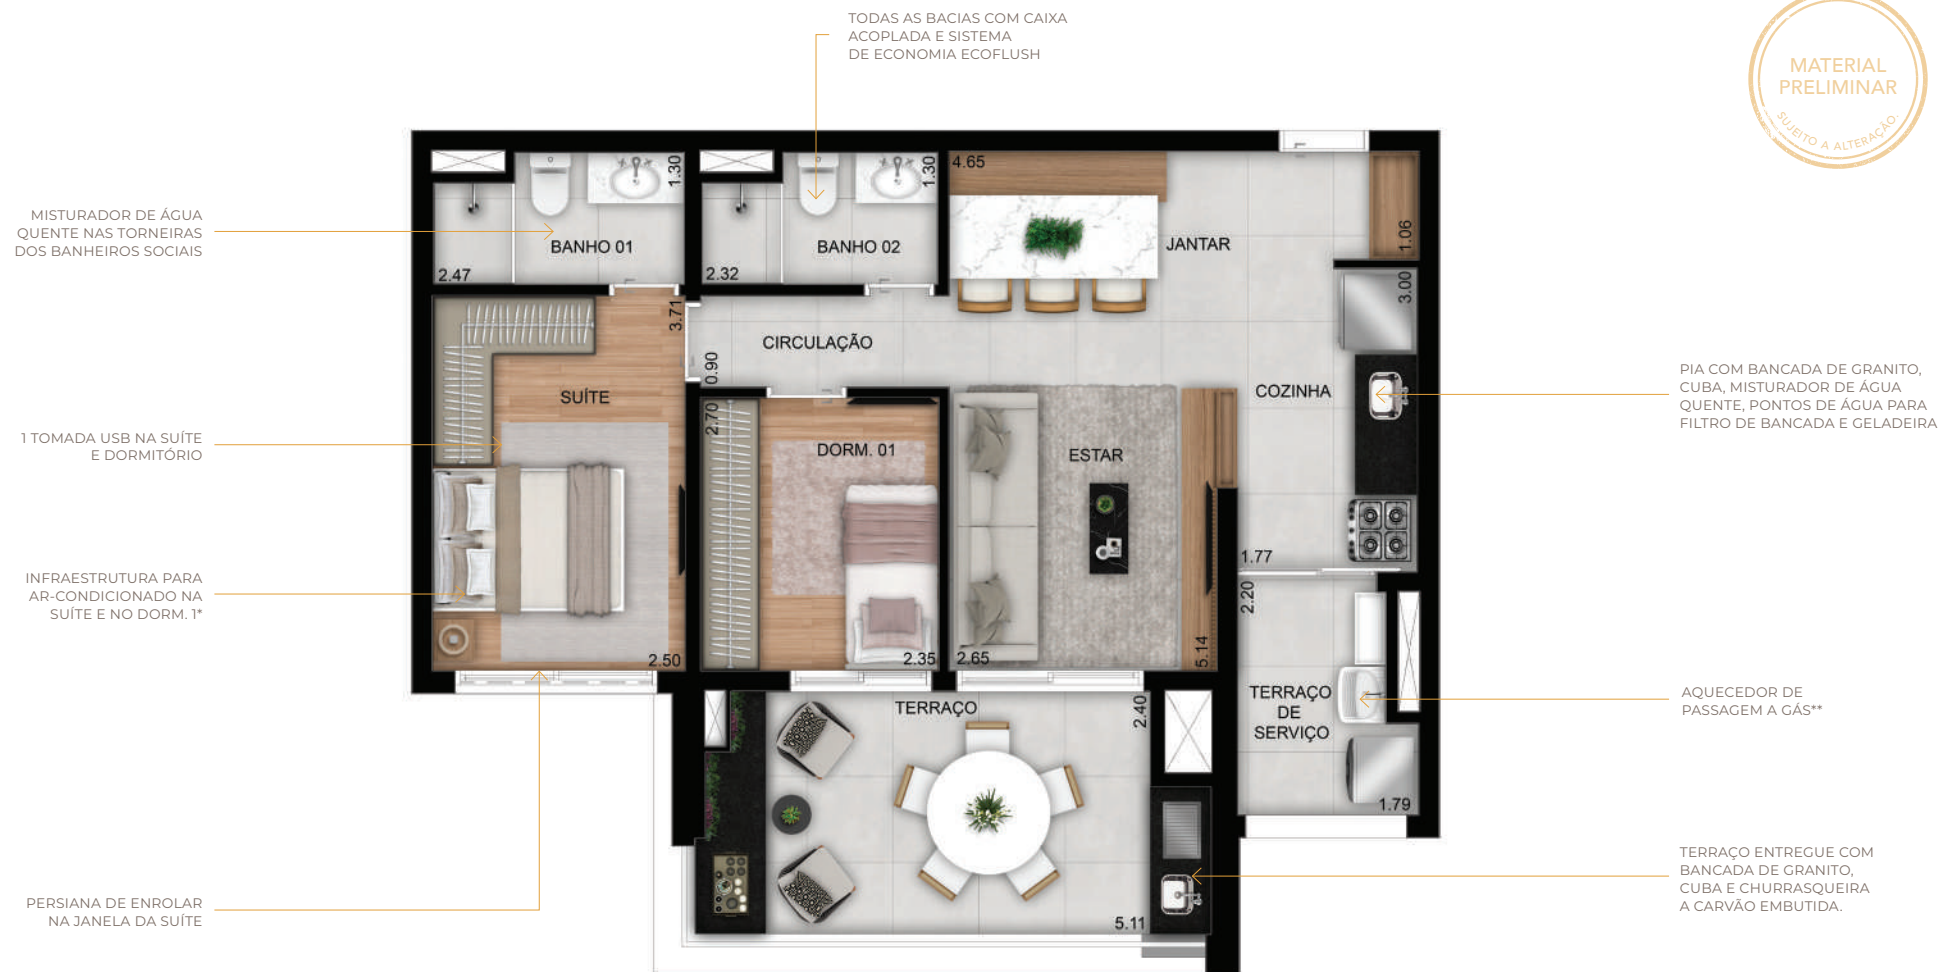 TODAS AS BACIAS COM CAIXA
ACOPLADA E SISTEMA
DE ECONOMIA ECOFLUSH
MATERIAL
PRELIMINAR
SUJEITO A ALTERAÇÃO.
MISTURADOR DE ÁGUA
QUENTE NAS TORNEIRAS
DOS BANHEIROS SOCIAIS
1 TOMADA USB NA SUÍTE
E DORMITÓRIO
INFRAESTRUTURA PARA
AR-CONDICIONADO NA
SUÍTE E NO DORM. 1*
PERSIANA DE ENROLAR
NA JANELA DA SUÍTE
1.30
BANHO 01
2.47
1.30
BANHO 02
2.32
4.65
JANTAR
1.06
3.00
3.71
CIRCULAÇÃO
0.90
SUÍTE
2.50
2.70
DORM. 01
2.35
ESTAR
2.65
5.14
COZINHA
1.77
2.20
TERRAÇO
DE
SERVIÇO
1.79
TERRAÇO
2.40
5.11
PIA COM BANCADA DE GRANITO,
CUBA, MISTURADOR DE ÁGUA
QUENTE, PONTOS DE ÁGUA PARA
FILTRO DE BANCADA E GELADEIRA
AQUECEDOR DE
PASSAGEM A GÁS**
TERRAÇO ENTREGUE COM
BANCADA DE GRANITO,
CUBA E CHURRASQUEIRA
A CARVÃO EMBUTIDA.